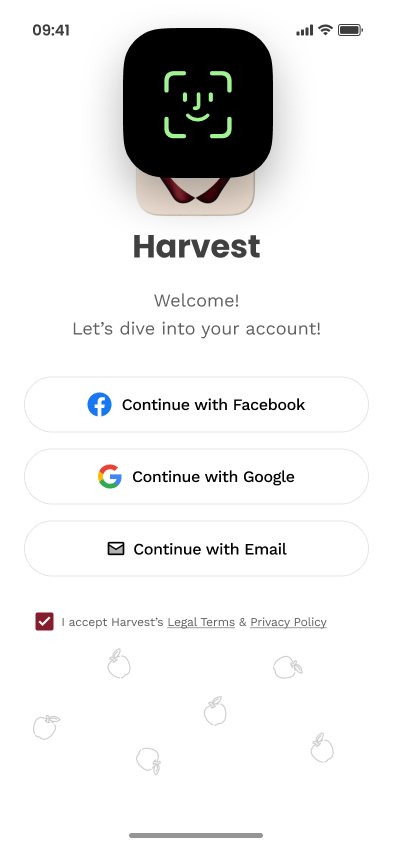 09:41
Harvest
Welcome!
Let’s dive into your account!
Continue with Facebook
Continue with Google
Continue with Email
I accept Harvest’s Legal Terms & Privacy Policy